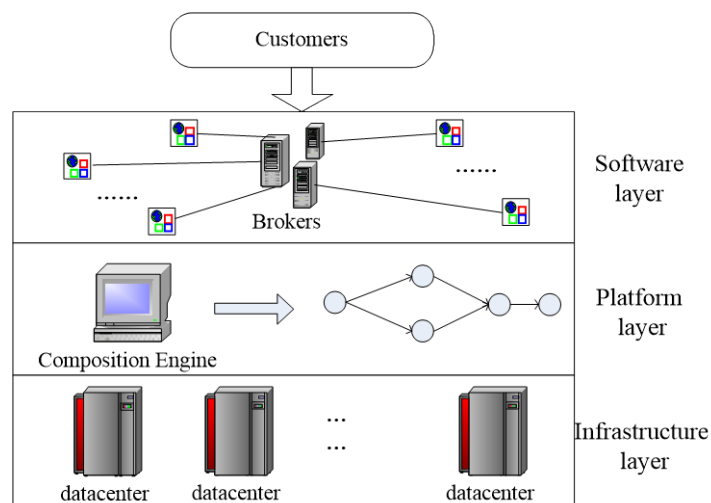 Customers
......
......
Brokers
Software
layer
Composition Engine
Platform
layer
...
...
datacenter
datacenter
datacenter
Infrastructure
layer